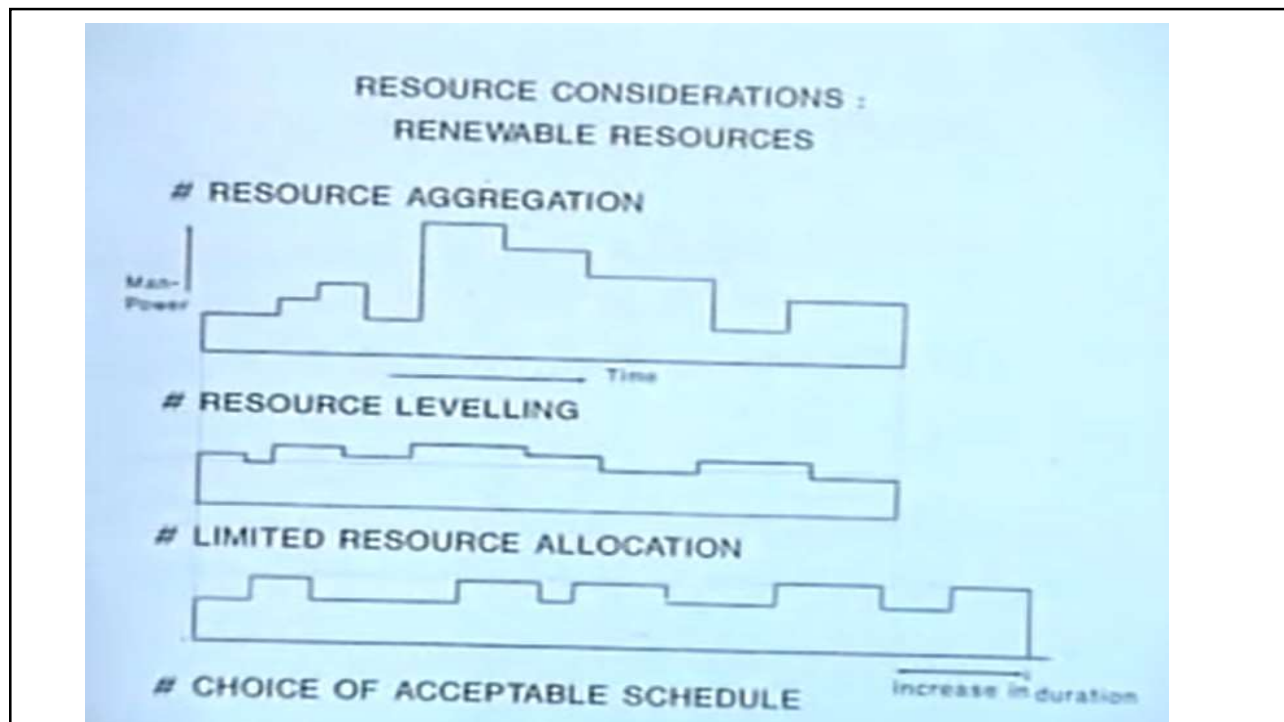 RESOURCE CONSIDERATIONS :
RENEWABLE RESOURCES
# RESOURCE AGGREGATION
Man-
Power
Time
# RESOURCE LEVELLING
# LIMITED RESOURCE ALLOCATION
Increase in duration
# CHOICE OF ACCEPTABLE SCHEDULE